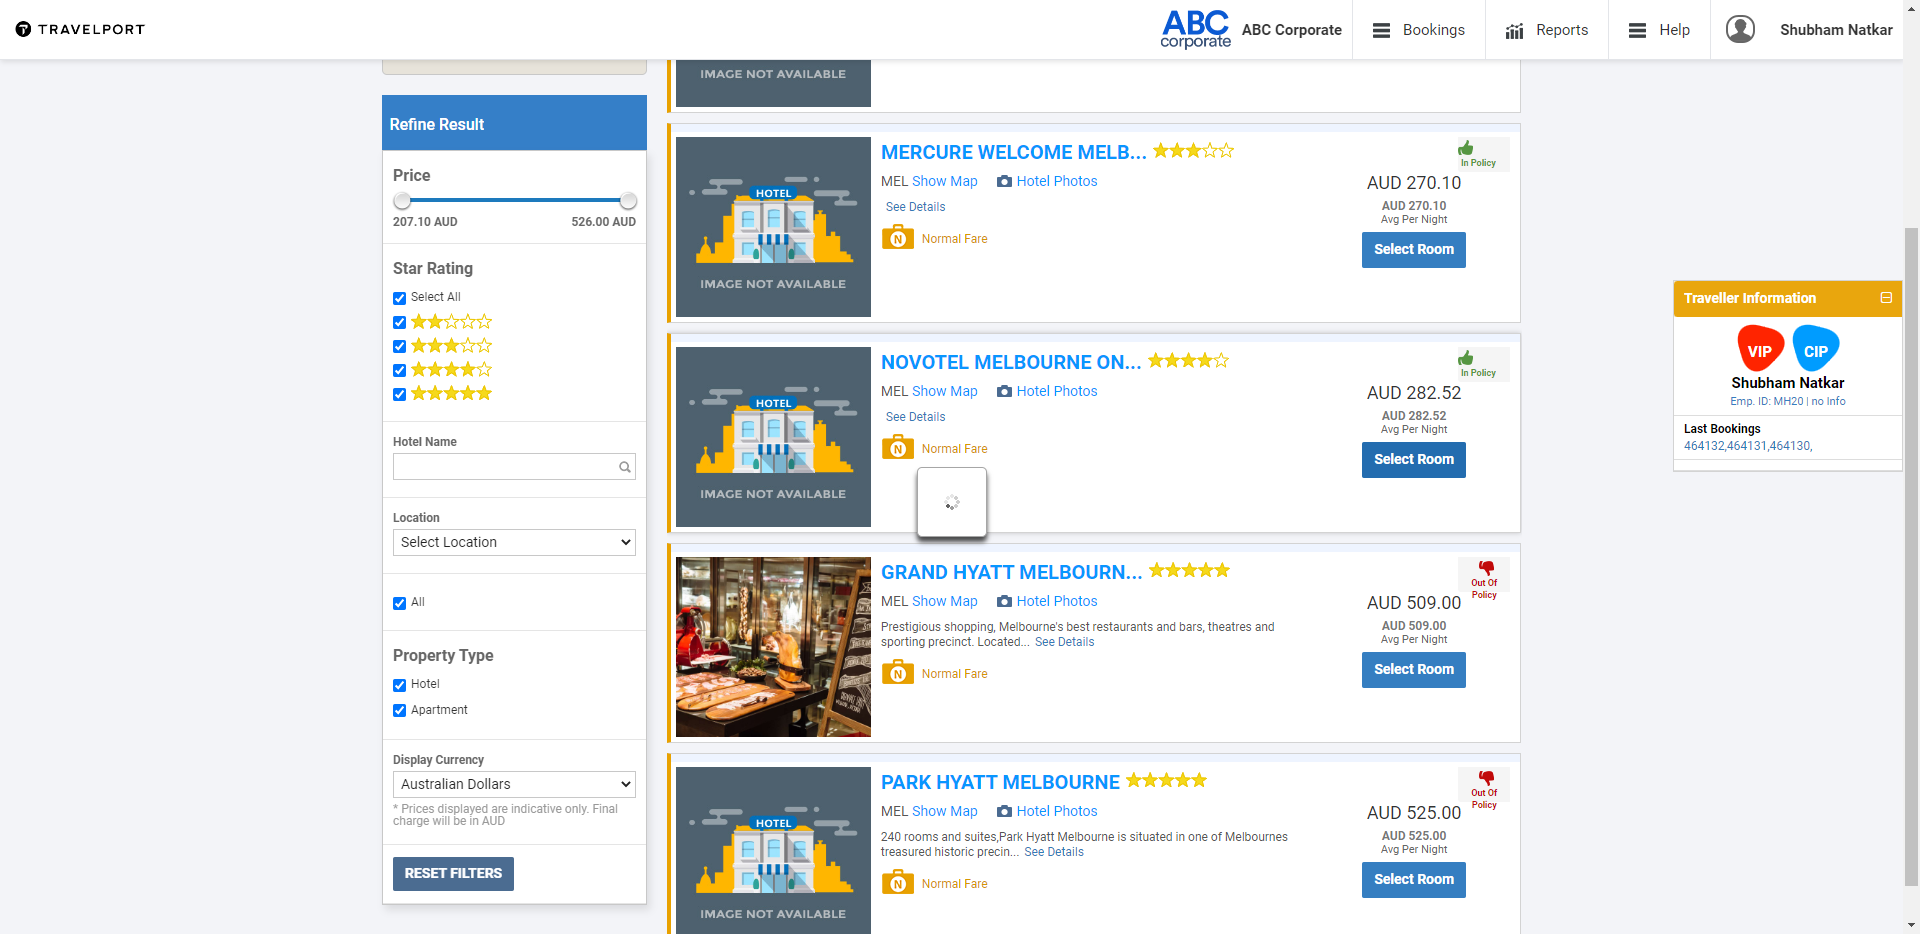 TRAVELPORT
ABC
corporate
ABC Corporate
Bookings
Reports
Help
Shubham Natkar
IMAGE NOT AVAILABLE
Refine Result
Price
207.10 AUD
526.00 AUD
Star Rating
Select All
Hotel Name
Location
Select Location
All
Property Type
Hotel
Apartment
Display Currency
Australian Dollars
* Prices displayed are indicative only. Final
charge will be in AUD
RESET FILTERS
HOTEL
IMAGE NOT AVAILABLE
MERCURE WELCOME MELB...
MEL Show Map Hotel Photos
See Details
N Normal Fare
In Policy
AUD 270.10
AUD 270.10
Avg Per Night
Select Room
HOTEL
IMAGE NOT AVAILABLE
NOVOTEL MELBOURNE ON...
MEL Show Map Hotel Photos
See Details
N Normal Fare
In Policy
AUD 282.52
AUD 282.52
Avg Per Night
Select Room
GRAND HYATT MELBOURN...
MEL Show Map Hotel Photos
Prestigious shopping, Melbourne's best restaurants and bars, theatres and
sporting precinct. Located... See Details
N Normal Fare
Out Of
Policy
AUD 509.00
AUD 509.00
Avg Per Night
Select Room
HOTEL
IMAGE NOT AVAILABLE
PARK HYATT MELBOURNE
MEL Show Map Hotel Photos
240 rooms and suites,Park Hyatt Melbourne is situated in one of Melbournes
treasured historic precin... See Details
N Normal Fare
Out Of
Policy
AUD 525.00
AUD 525.00
Avg Per Night
Select Room
Traveller Information
VIP
CIP
Shubham Natkar
Emp. ID: MH20 | no Info
Last Bookings
464132,464131,464130,